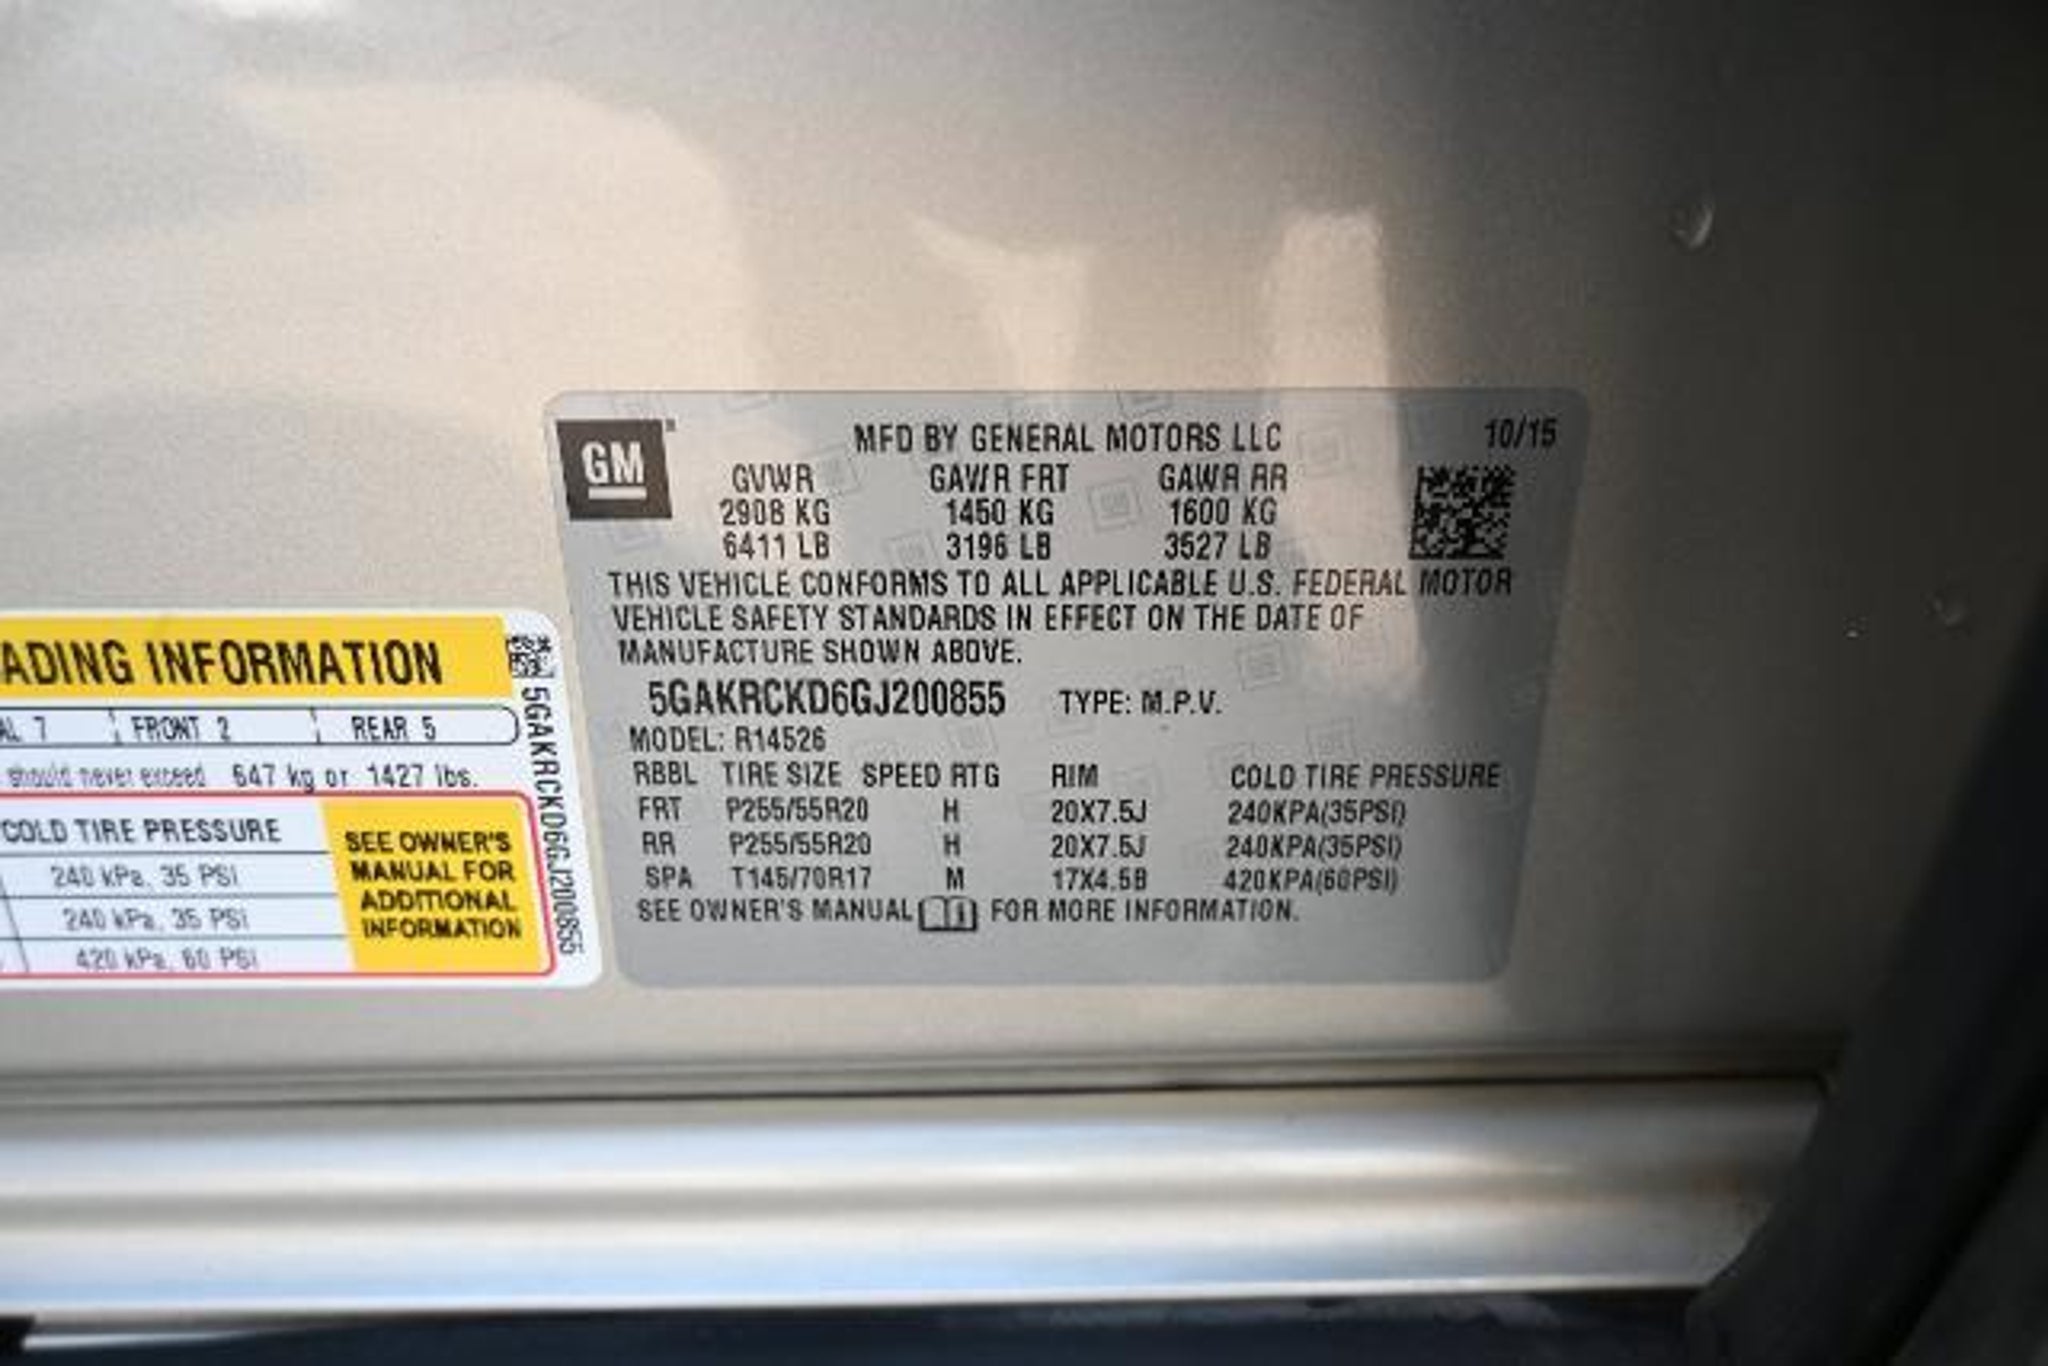 GM
MFD BY GENERAL MOTORS LLC 10/15
GVWR GAWR FRT GAWR RR
2908 KG 1450 KG 1600 KG
6411 LB 3196 LB 3527 LB
THIS VEHICLE CONFORMS TO ALL APPLICABLE U.S. FEDERAL MOTOR
VEHICLE SAFETY STANDARDS IN EFFECT ON THE DATE OF
MANUFACTURE SHOWN ABOVE.
5GAKRCKD6GJ200855 TYPE: M.P.V.
MODEL: R14526
RBBL TIRE SIZE SPEED RTG RIM COLD TIRE PRESSURE
FRT P255/55R20 H 20X7.5J 240KPA(35PSI)
RR P255/55R20 H 20X7.5J 240KPA(35PSI)
SPA T145/70R17 M 17X4.5B 420KPA(60PSI)
SEE OWNER'S MANUAL FOR MORE INFORMATION.
ADING INFORMATION
AL 7 FRONT 2 REAR 5
should never exceed 647 kg or 1427 lbs.
COLD TIRE PRESSURE
240 kPa, 35 PSI
240 kPa, 35 PSI
420 kPa, 60 PSI
SEE OWNER'S
MANUAL FOR
ADDITIONAL
INFORMATION
5GAKRCKD6GJ200855